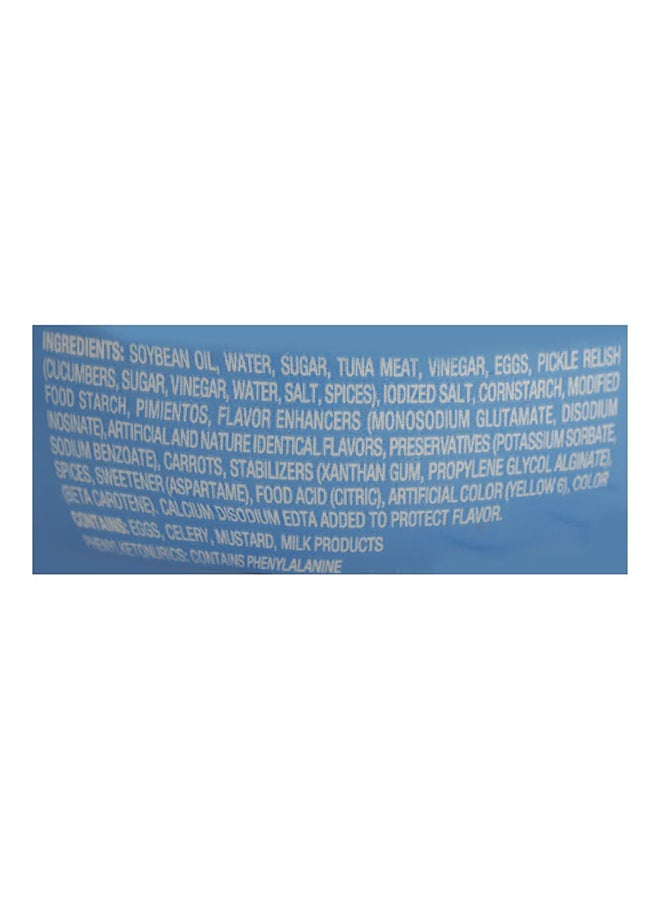 INGREDIENTS: SOYBEAN OIL, WATER, SUGAR, TUNA MEAT, VINEGAR, EGGS, PICKLE RELISH
(CUCUMBERS, SUGAR, VINEGAR, WATER, SALT, SPICES), IODIZED SALT, CORNSTARCH, MODIFIED
FOOD STARCH, PIMIENTOS, FLAVOR ENHANCERS (MONOSODIUM GLUTAMATE, DISODIUM
INOSINATE), ARTIFICIAL AND NATURE IDENTICAL FLAVORS, PRESERVATIVES (POTASSIUM SORBATE,
SODIUM BENZOATE), CARROTS, STABILIZERS (XANTHAN GUM, PROPYLENE GLYCOL ALGINATE),
SPICES, SWEETENER (ASPARTAME), FOOD ACID (CITRIC), ARTIFICIAL COLOR (YELLOW 6), COLOR
(BETA CAROTENE), CALCIUM DISODIUM EDTA ADDED TO PROTECT FLAVOR.
CONTAINS: EGGS, CELERY, MUSTARD, MILK PRODUCTS
PHENYLKETONURICS: CONTAINS PHENYLALANINE